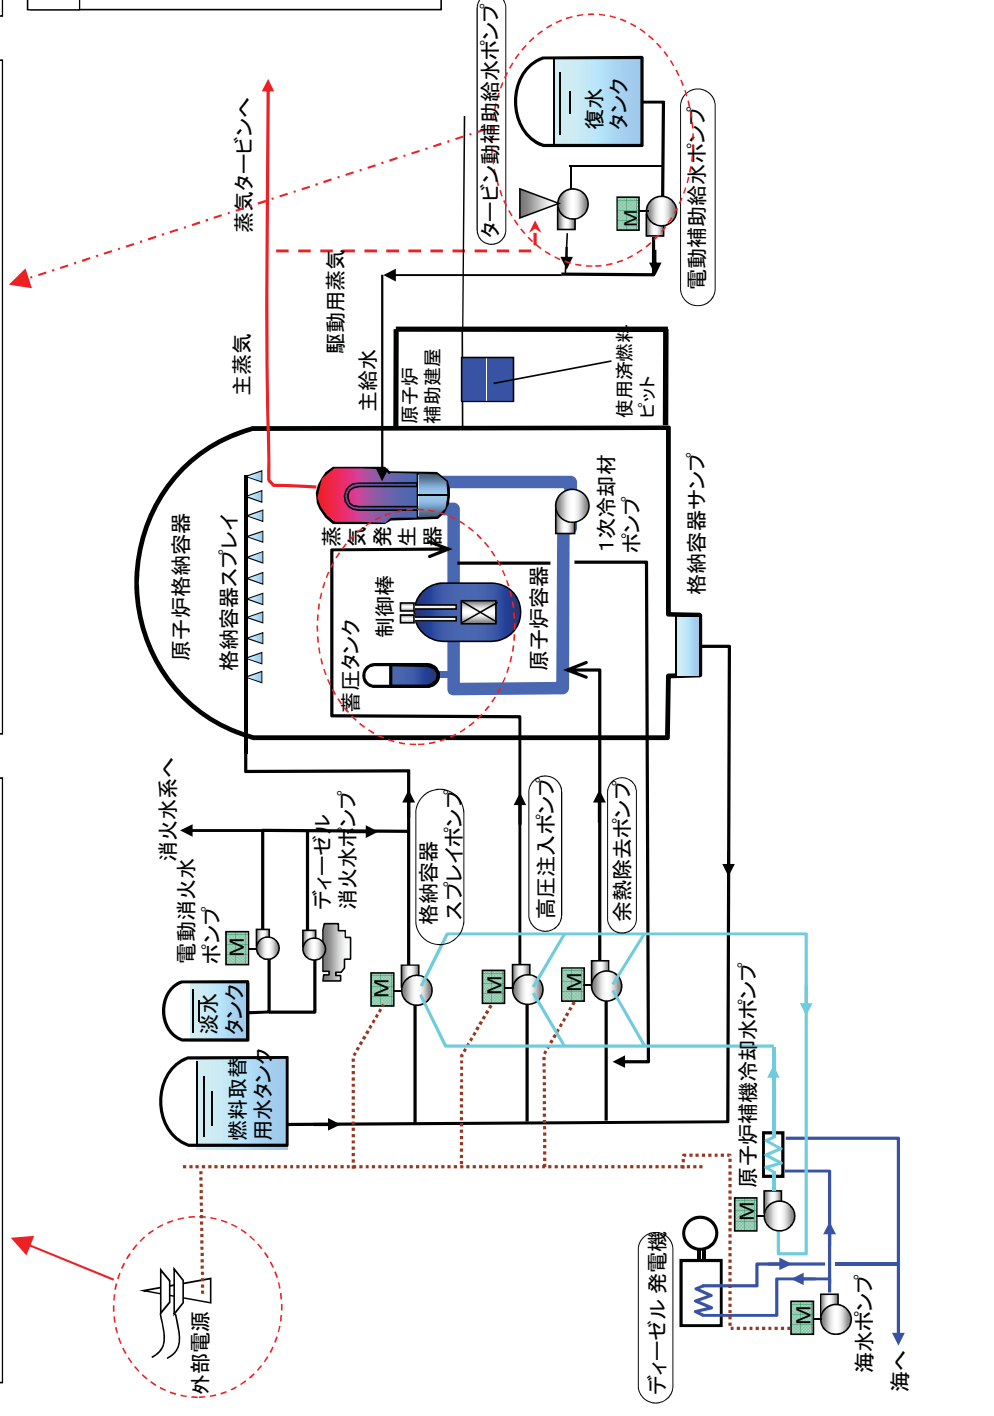 タービン動補助給水ポンプ
復水
タンク
電動補助給水ポンプ
M
蒸気タービンへ
駆動用蒸気
主蒸気
主給水
原子炉
補助建屋
使用済燃料
ピット
原子炉格納容器
格納容器スプレイ
蒸気発生器
制御棒
蓄圧タンク
原子炉容器
1次冷却材
ポンプ
格納容器サンプ
消火水系へ
電動消火水
ポンプ
M
ディーゼル
消火水ポンプ
格納容器
スプレイポンプ
高圧注入ポンプ
余熱除去ポンプ
M
M
M
淡水
タンク
燃料取替
用水タンク
原子炉補機冷却水ポンプ
M
外部電源
ディーゼル発電機
M
海水ポンプ
海へ